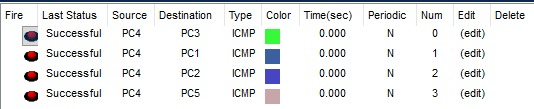 Fire Last Status Source Destination Type Color Time(sec) Periodic Num Edit Delete
Successful PC4 PC3 ICMP 0.000 N 0 (edit)
Successful PC4 PC1 ICMP 0.000 N 1 (edit)
Successful PC4 PC2 ICMP 0.000 N 2 (edit)
Successful PC4 PC5 ICMP 0.000 N 3 (edit)